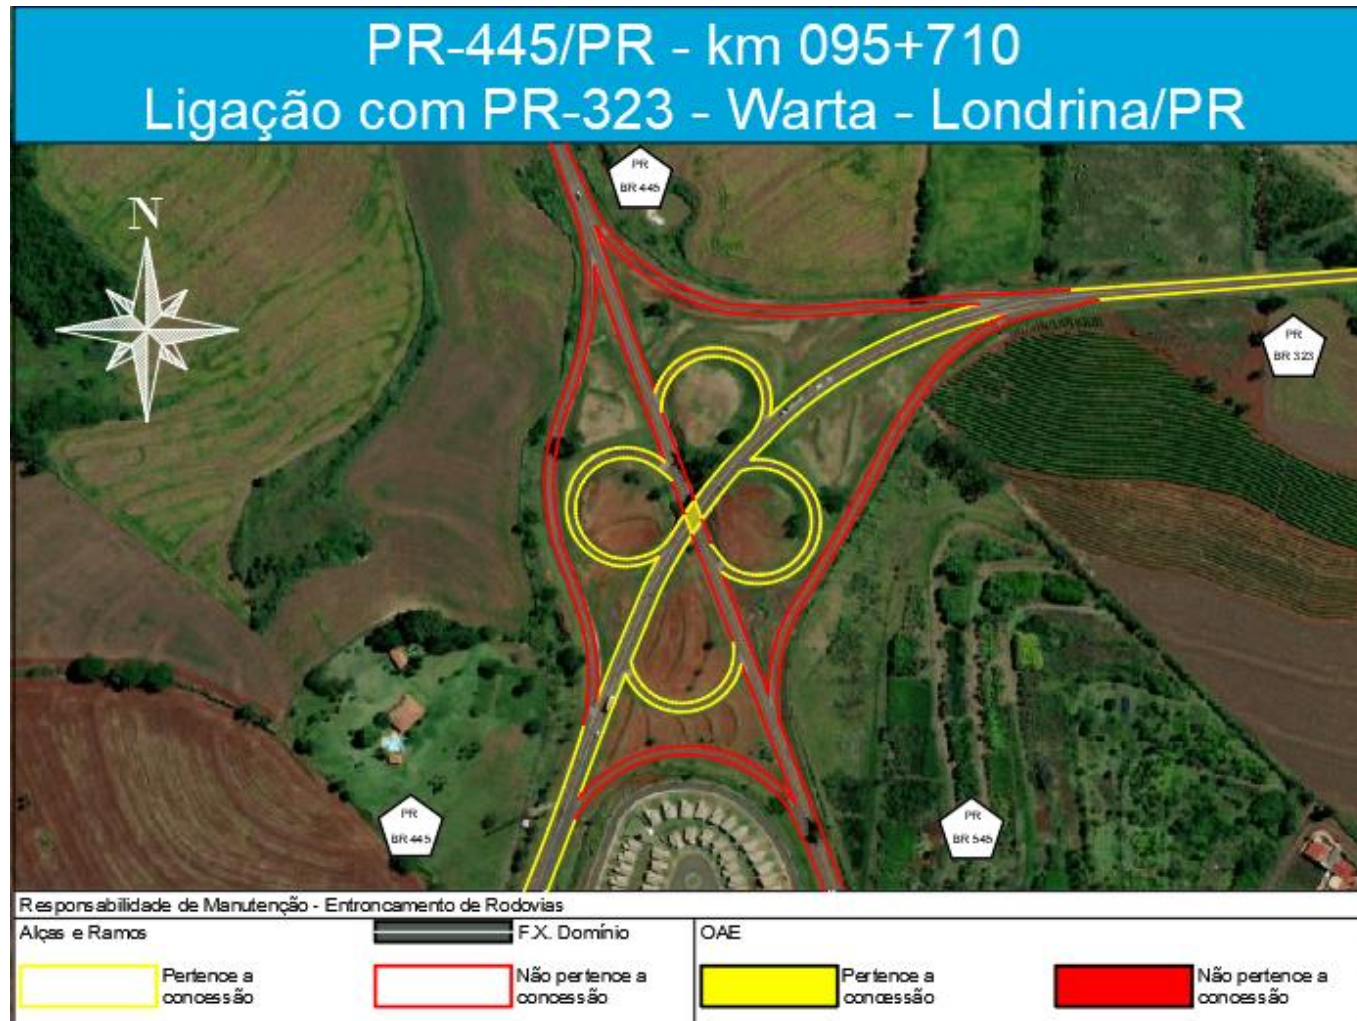 PR-445/PR - km 095+710
Ligação com PR-323 - Warta - Londrina/PR
PR
BR 445
N
PR
BR 323
PR
BR 445
PR
BR 545
Responsabilidade de Manutenção - Entroncamento de Rodovias
Alças e Ramos
F.X. Domínio
OAE
Pertence a
concessão
Não pertence a
concessão
Pertence a
concessão
Não pertence a
concessão